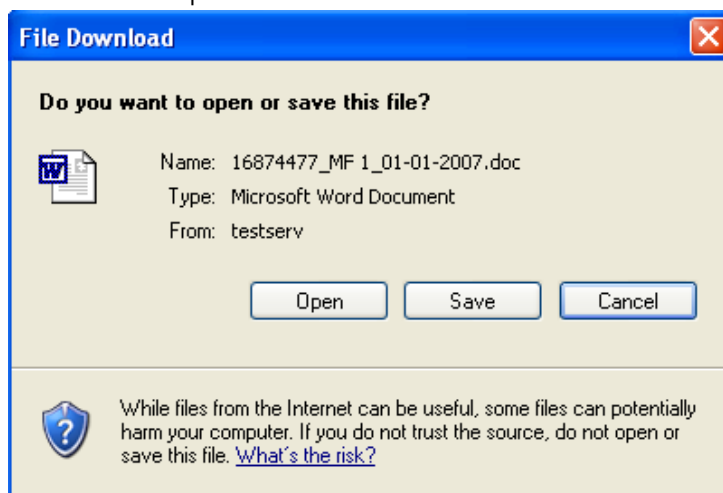 File Download
Do you want to open or save this file?
Name: 16874477_MF 1_01-01-2007.doc
Type: Microsoft Word Document
From: testserv
Open Save Cancel
While files from the Internet can be useful, some files can potentially
harm your computer. If you do not trust the source, do not open or
save this file. What's the risk?